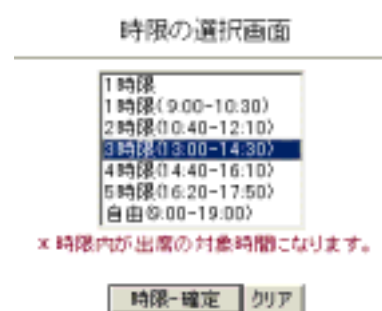 時限の選択画面
1時限
1時限(9:00-10:30)
2時限(10:40-12:10)
3時限(13:00-14:30)
4時限(14:40-16:10)
5時限(16:20-17:50)
自由(9:00-19:00)
×時限内が出席の対象時間になります。
時限-確定 クリア